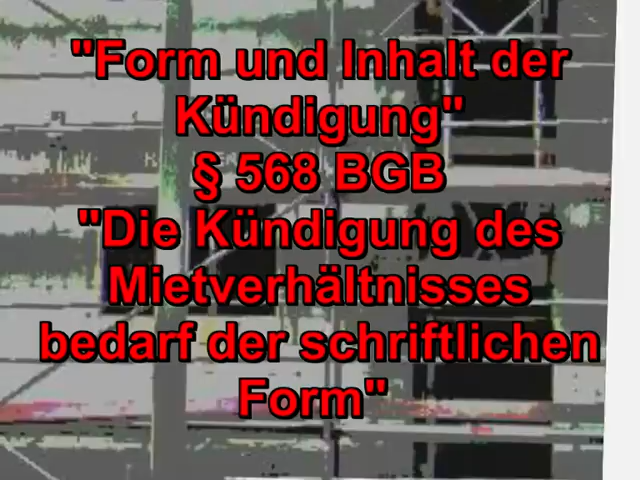 "Form und Inhalt der
Kündigung"
§ 568 BGB
"Die Kündigung des
Mietverhältnisses
bedarf der schriftlichen
Form"